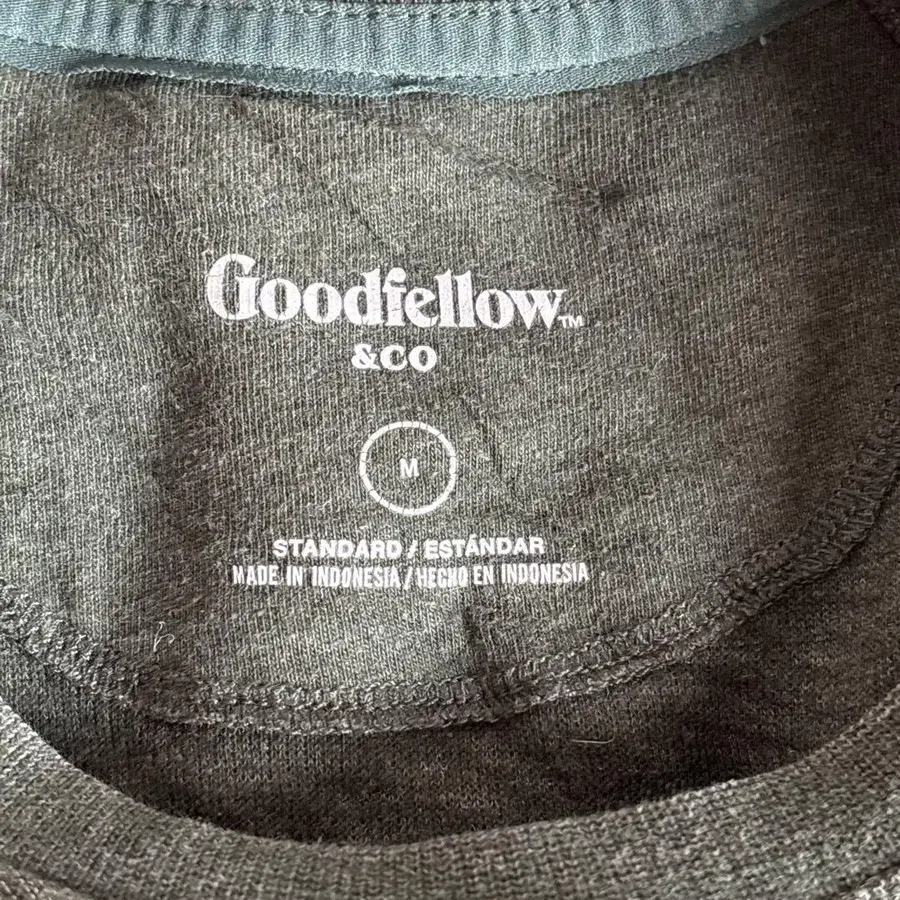 Goodfellow™
&CO
M
STANDARD / ESTÁNDAR
MADE IN INDONESIA / HECHO EN INDONESIA